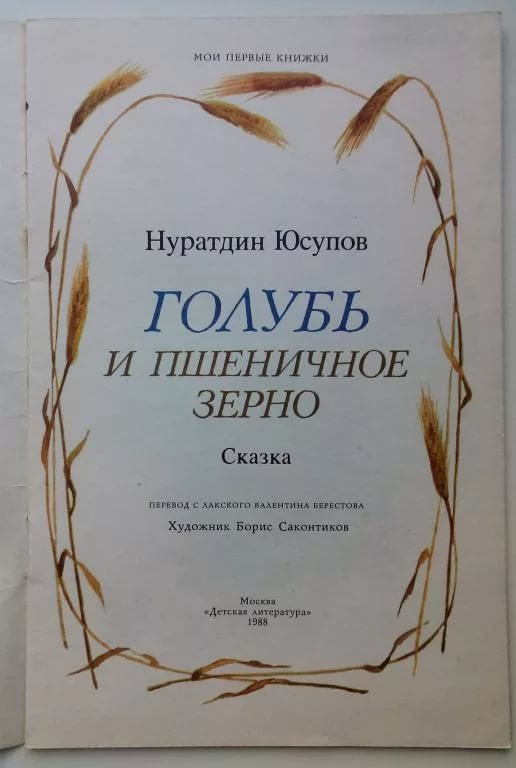 МОИ ПЕРВЫЕ КНИЖКИ
Нуратдин Юсупов
ГОЛУБЬ
И ПШЕНИЧНОЕ
ЗЕРНО
Сказка
ПЕРЕВОД С ЛАКСКОГО ВАЛЕНТИНА БЕРЕСТОВА
Художник Борис Саконтиков
Москва
«Детская литература»
1988